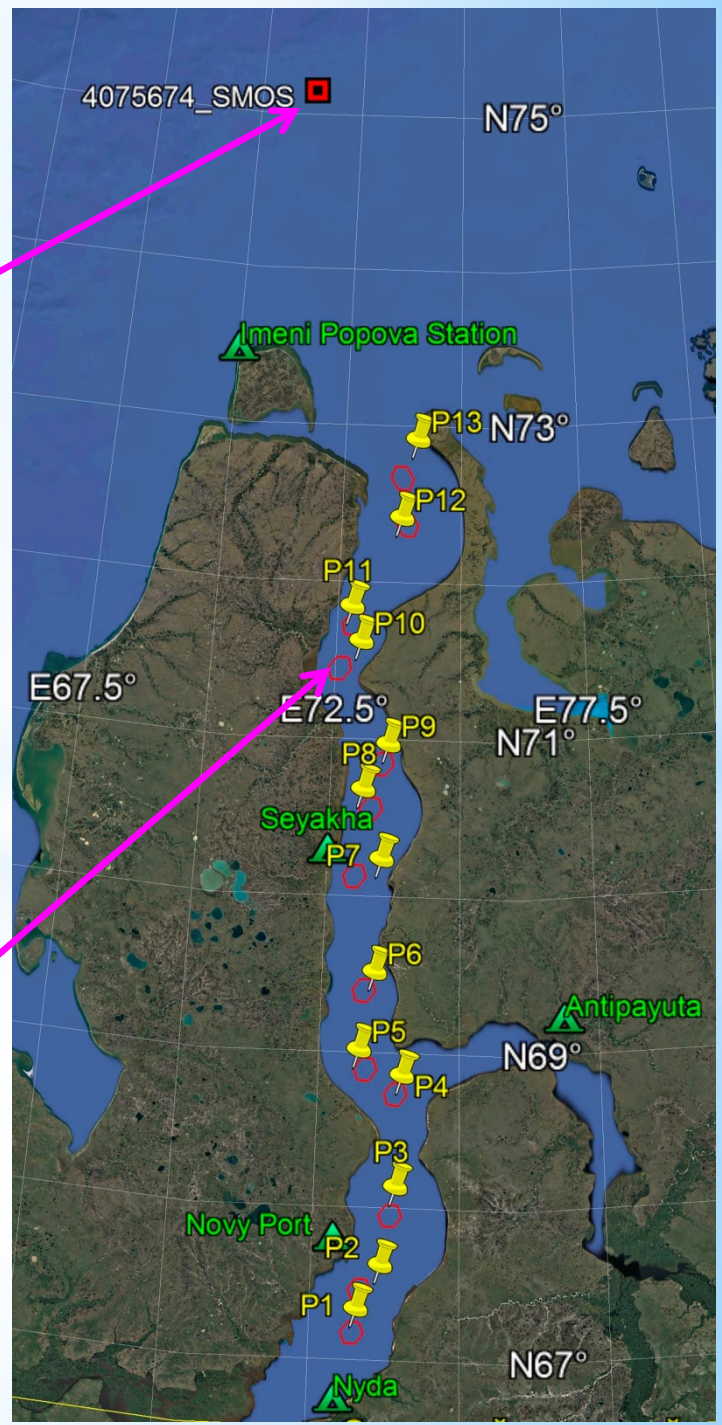 4075674_SMOS
N75°
Imeni Popova Station
P13
N73°
P12
P11
P10
E67.5°
E72.5°
E77.5°
P9
N71°
P8
Seyakha
P7
P6
Antipayuta
P5
N69°
P4
P3
Novy Port
P2
P1
N67°
Nyda